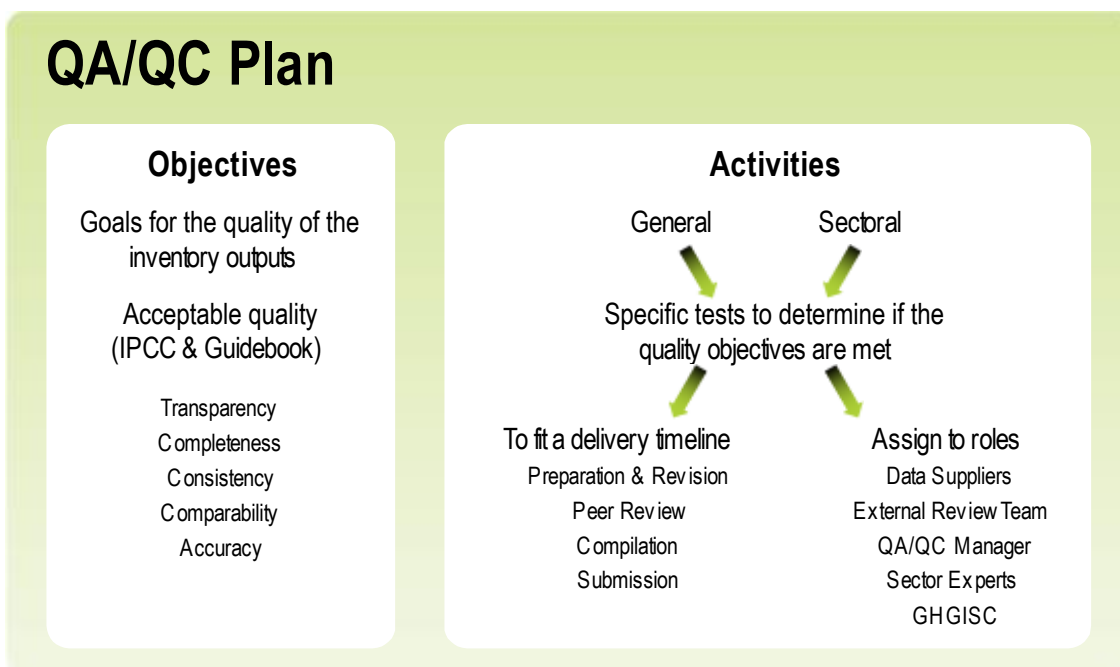 QA/QC Plan
Objectives
Goals for the quality of the
inventory outputs
Acceptable quality
(IPCC & Guidebook)
Transparency
Completeness
Consistency
Comparability
Accuracy
Activities
General Sectoral
Specific tests to determine if the
quality objectives are met
To fit a delivery timeline
Preparation & Revision
Peer Review
Compilation
Submission
Assign to roles
Data Suppliers
External Review Team
QA/QC Manager
Sector Experts
GHGISC